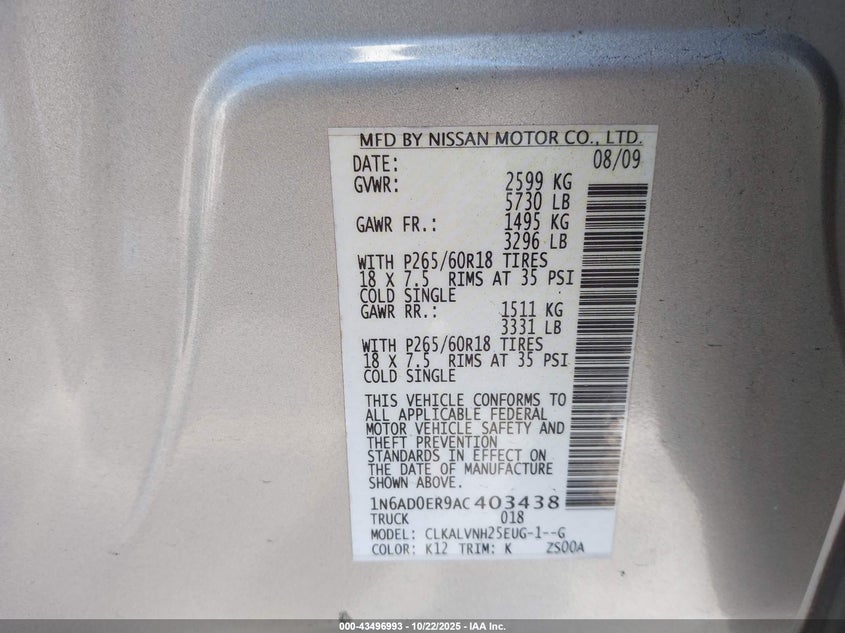 MFD BY NISSAN MOTOR CO., LTD.
DATE: 08/09
GVWR: 2599 KG
5730 LB
GAWR FR.: 1495 KG
3296 LB
WITH P265/60R18 TIRES
18 X 7.5 RIMS AT 35 PSI
COLD SINGLE
GAWR RR.: 1511 KG
3331 LB
WITH P265/60R18 TIRES
18 X 7.5 RIMS AT 35 PSI
COLD SINGLE
THIS VEHICLE CONFORMS TO
ALL APPLICABLE FEDERAL
MOTOR VEHICLE SAFETY AND
THEFT PREVENTION
STANDARDS IN EFFECT ON
THE DATE OF MANUFACTURE
SHOWN ABOVE.
1N6AD0ER9AC403438
TRUCK 018
MODEL: CLKALVNH25EUG-1--G
COLOR: K12 TRIM: K ZS00A
000-43496993 - 10/22/2025 - IAA Inc.